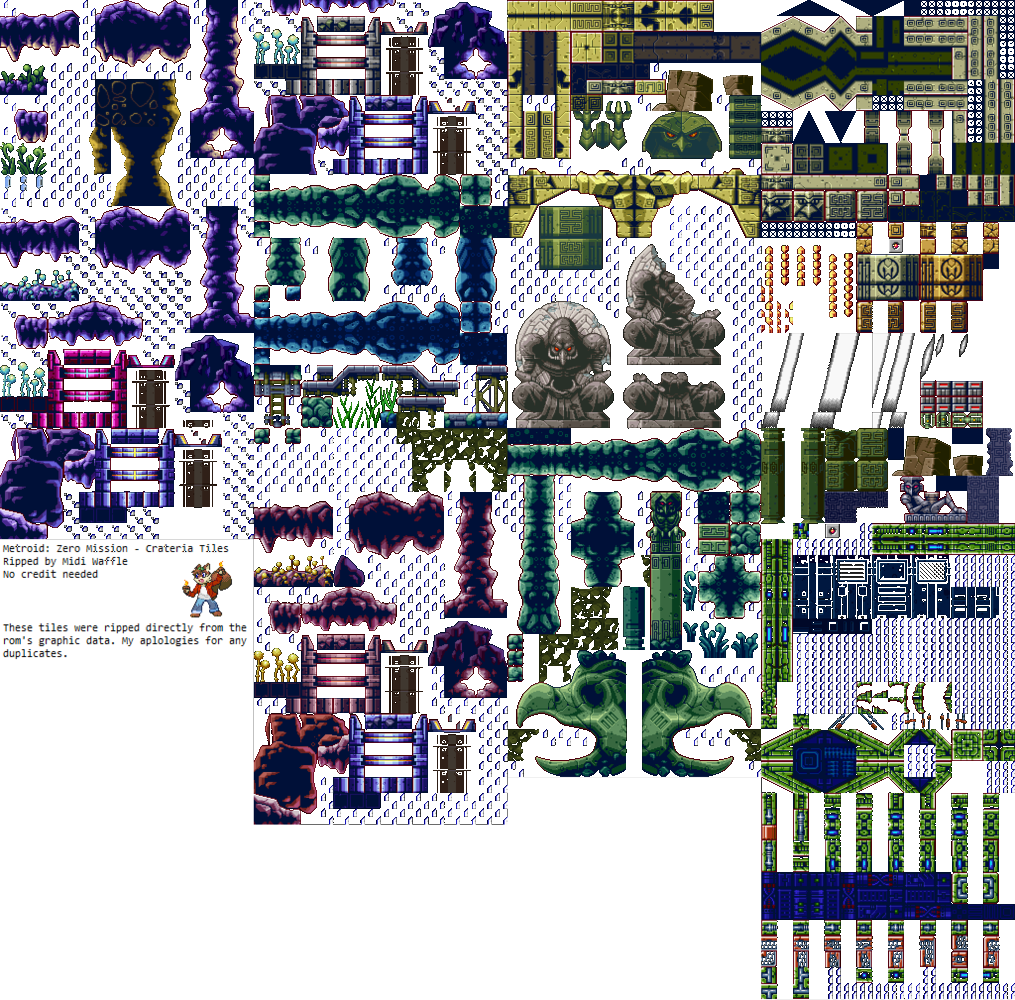 Metroid: Zero Mission - Crateria Tiles
Ripped by Midi Waffle
No credit needed
These tiles were ripped directly from the
rom's graphic data. My aplologies for any
duplicates.